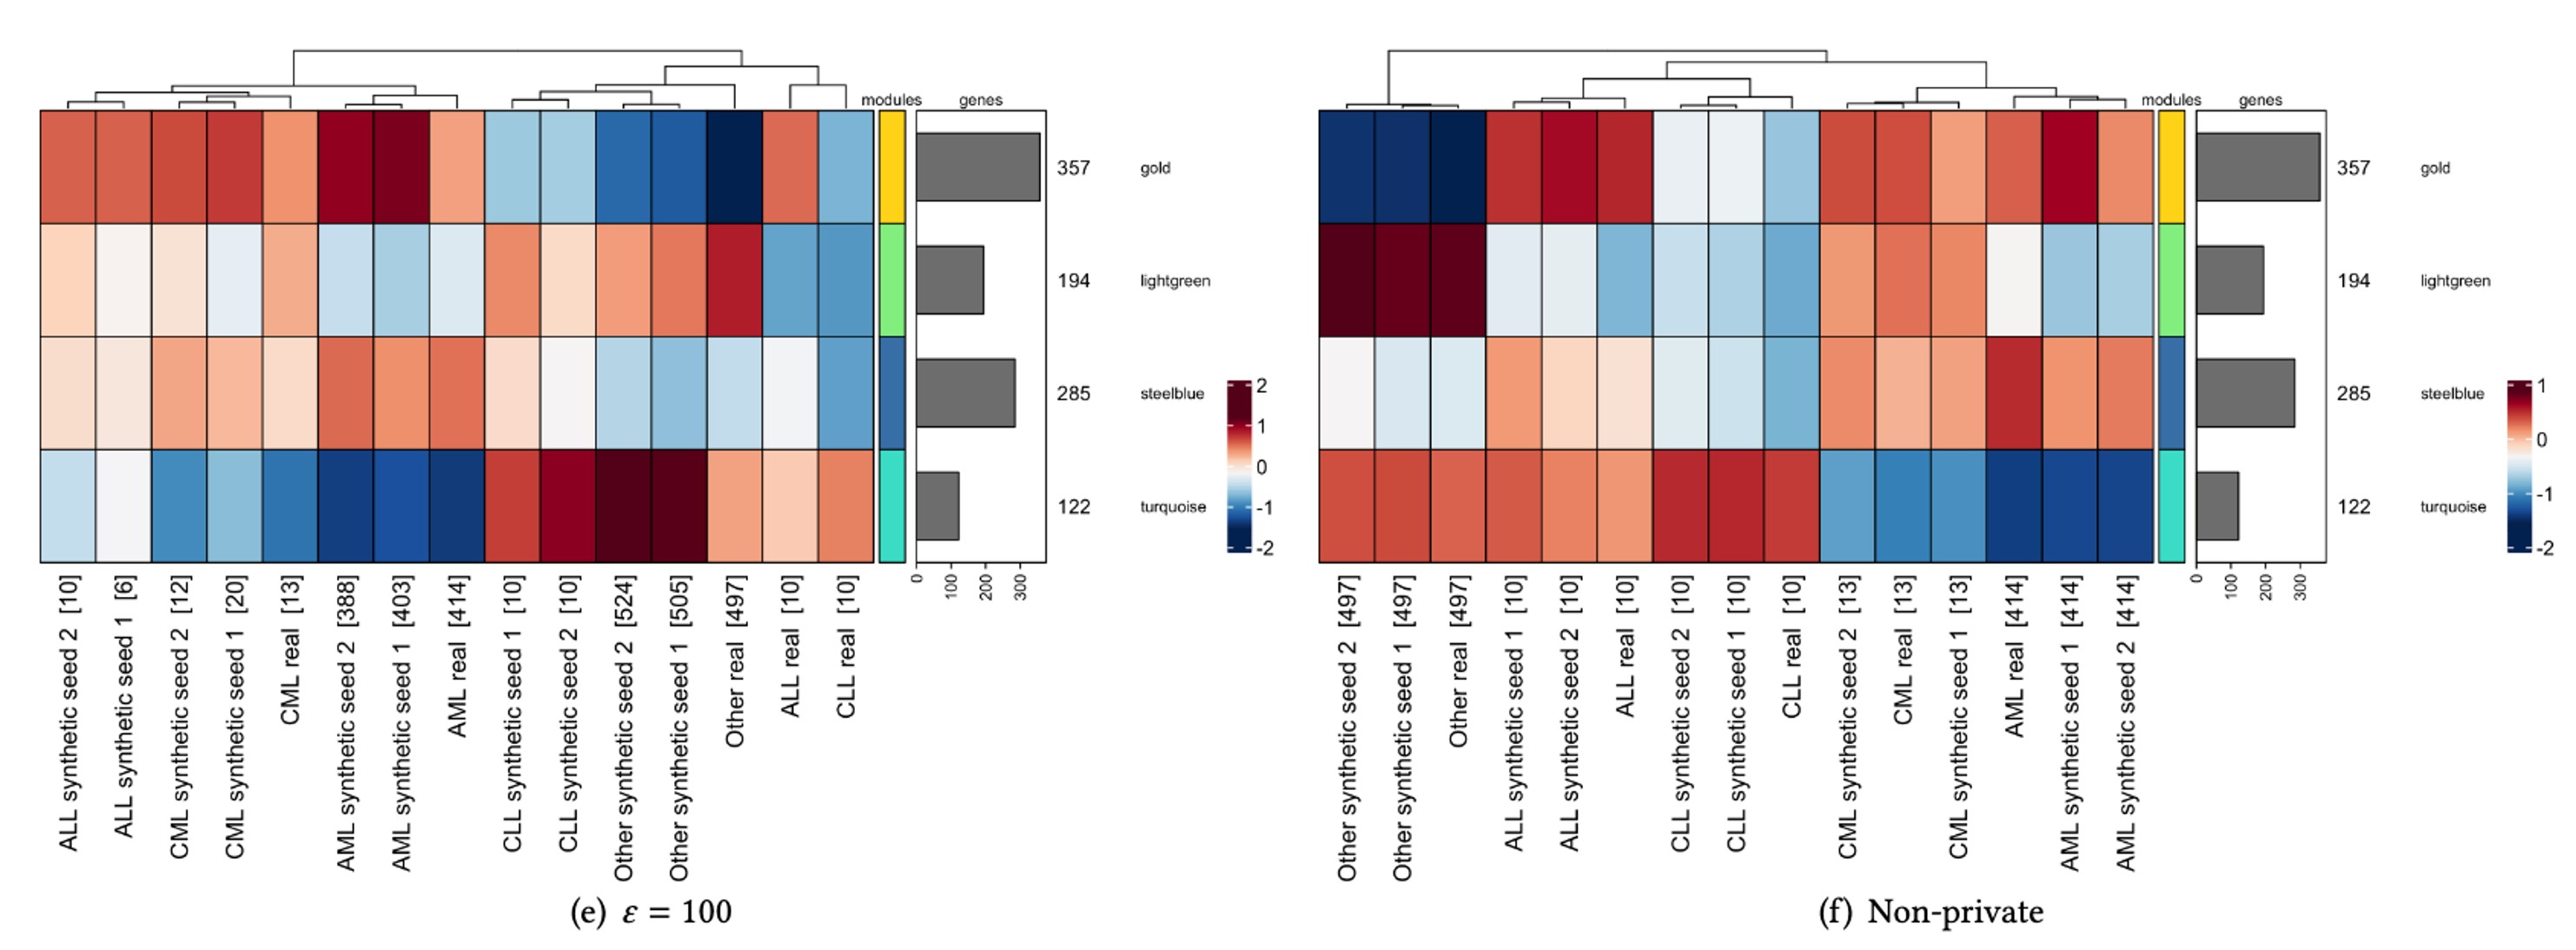 modules genes
357 gold
194 lightgreen
285 steelblue
122 turquoise
2
1
0
-1
-2
0 100 200 300
ALL synthetic seed 2 [10]
ALL synthetic seed 1 [6]
CML synthetic seed 2 [12]
CML synthetic seed 1 [20]
CML real [13]
AML synthetic seed 2 [388]
AML synthetic seed 1 [403]
AML real [414]
CLL synthetic seed 1 [10]
CLL synthetic seed 2 [10]
Other synthetic seed 2 [524]
Other synthetic seed 1 [505]
Other real [497]
ALL real [10]
CLL real [10]
(e) ε = 100
modules genes
357 gold
194 lightgreen
285 steelblue
122 turquoise
1
0
-1
-2
0 100 200 300
Other synthetic seed 2 [497]
Other synthetic seed 1 [497]
Other real [497]
ALL synthetic seed 1 [10]
ALL synthetic seed 2 [10]
ALL real [10]
CLL synthetic seed 2 [10]
CLL synthetic seed 1 [10]
CLL real [10]
CML synthetic seed 2 [13]
CML real [13]
CML synthetic seed 1 [13]
AML real [414]
AML synthetic seed 1 [414]
AML synthetic seed 2 [414]
(f) Non-private